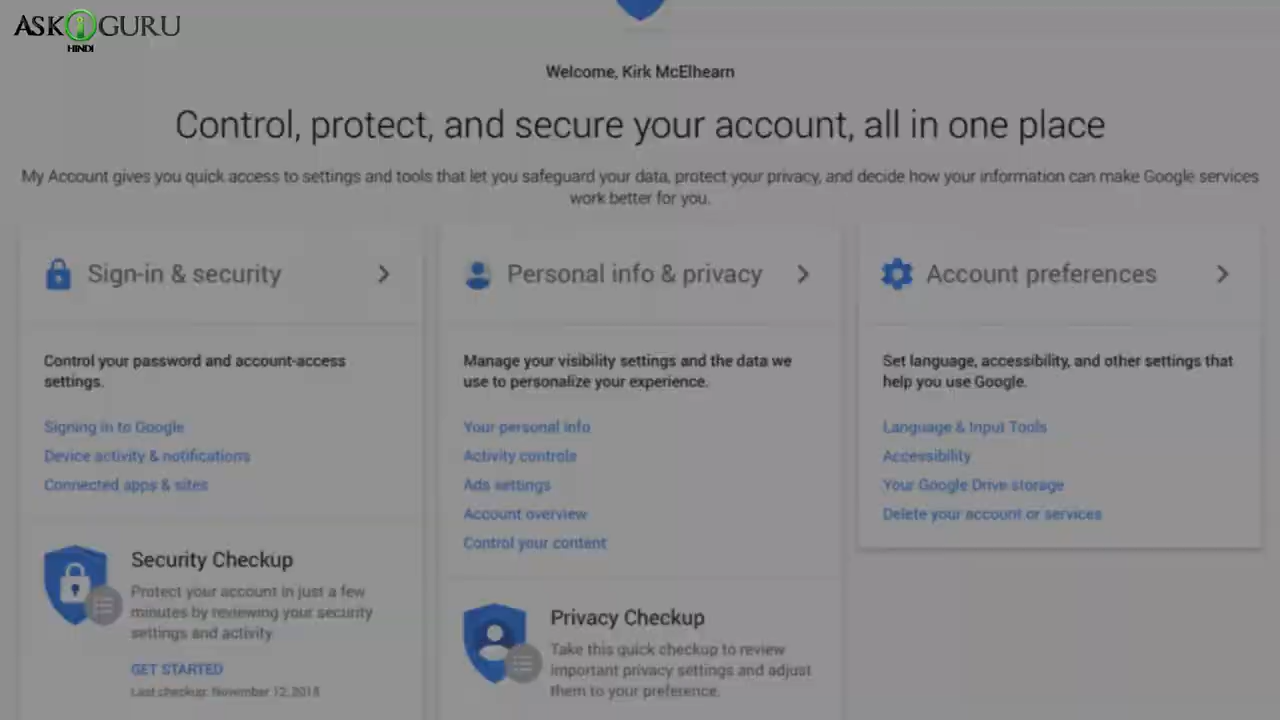 ASK GURU
HINDI
Welcome, Kirk McElhearn
Control, protect, and secure your account, all in one place
My Account gives you quick access to settings and tools that let you safeguard your data, protect your privacy, and decide how your information can make Google services
work better for you.
Sign-in & security
Control your password and account-access
settings.
Signing in to Google
Device activity & notifications
Connected apps & sites
Security Checkup
Protect your account in just a few
minutes by reviewing your security
settings and activity.
GET STARTED
Last checkup: November 12, 2015
Personal info & privacy
Manage your visibility settings and the data we
use to personalize your experience.
Your personal info
Activity controls
Ads settings
Account overview
Control your content
Privacy Checkup
Take this quick checkup to review
important privacy settings and adjust
them to your preference.
Account preferences
Set language, accessibility, and other settings that
help you use Google.
Language & Input Tools
Accessibility
Your Google Drive storage
Delete your account or services